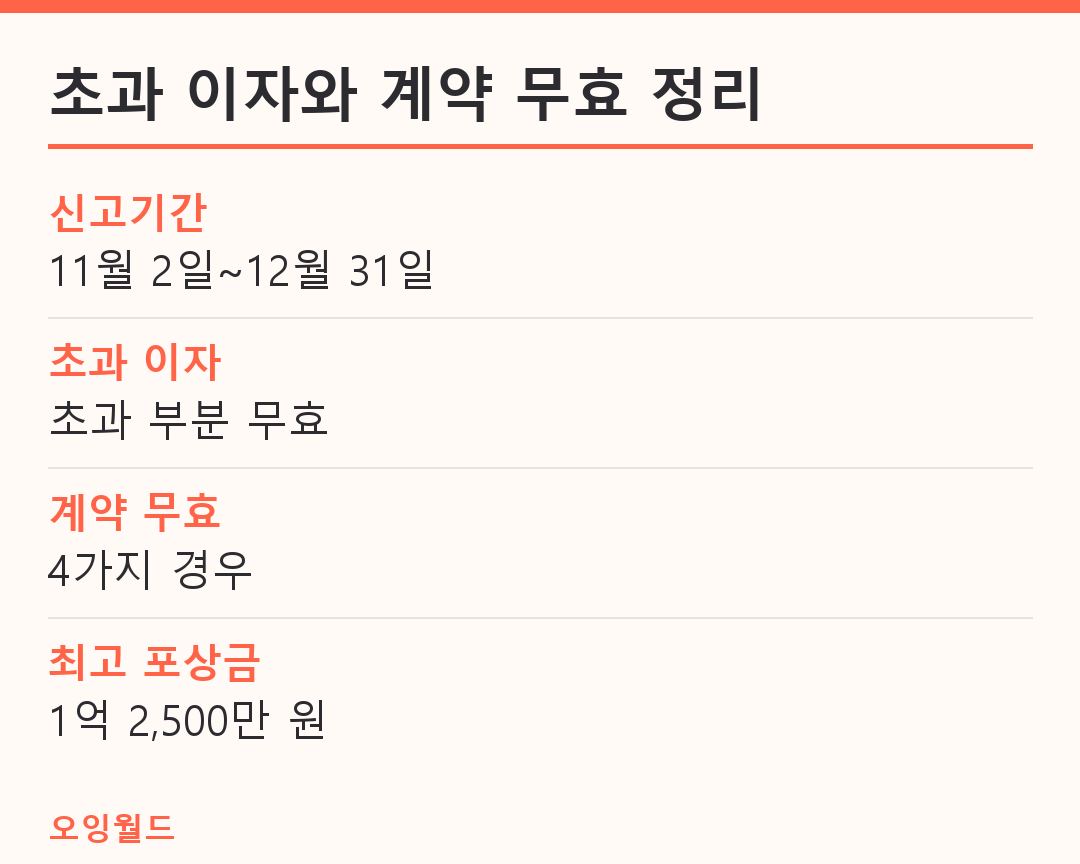 초과 이자와 계약 무효 정리
신고기간
11월 2일~12월 31일
초과 이자
초과 부분 무효
계약 무효
4가지 경우
최고 포상금
1억 2,500만 원
오잉월드